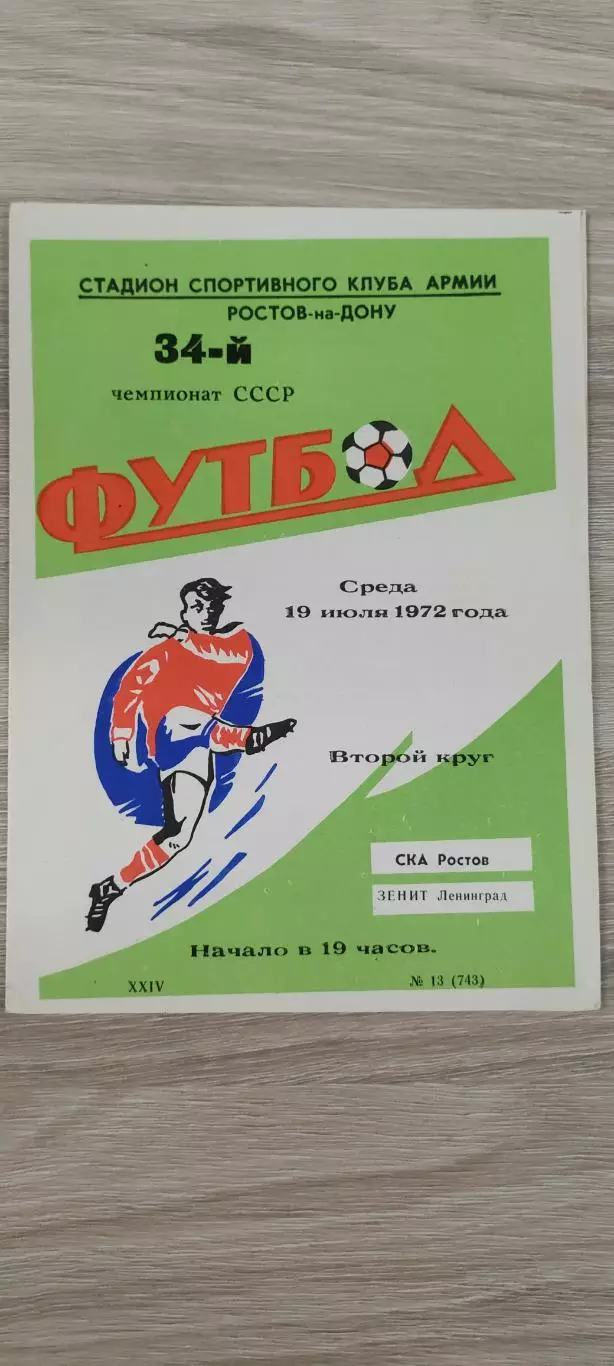 СТАДИОН СПОРТИВНОГО КЛУБА АРМИИ
РОСТОВ-на-ДОНУ
34-й
чемпионат СССР
ФУТБОЛ
Среда
19 июля 1972 года
Второй круг
СКА Ростов
ЗЕНИТ Ленинград
Начало в 19 часов.
XXIV № 13 (743)